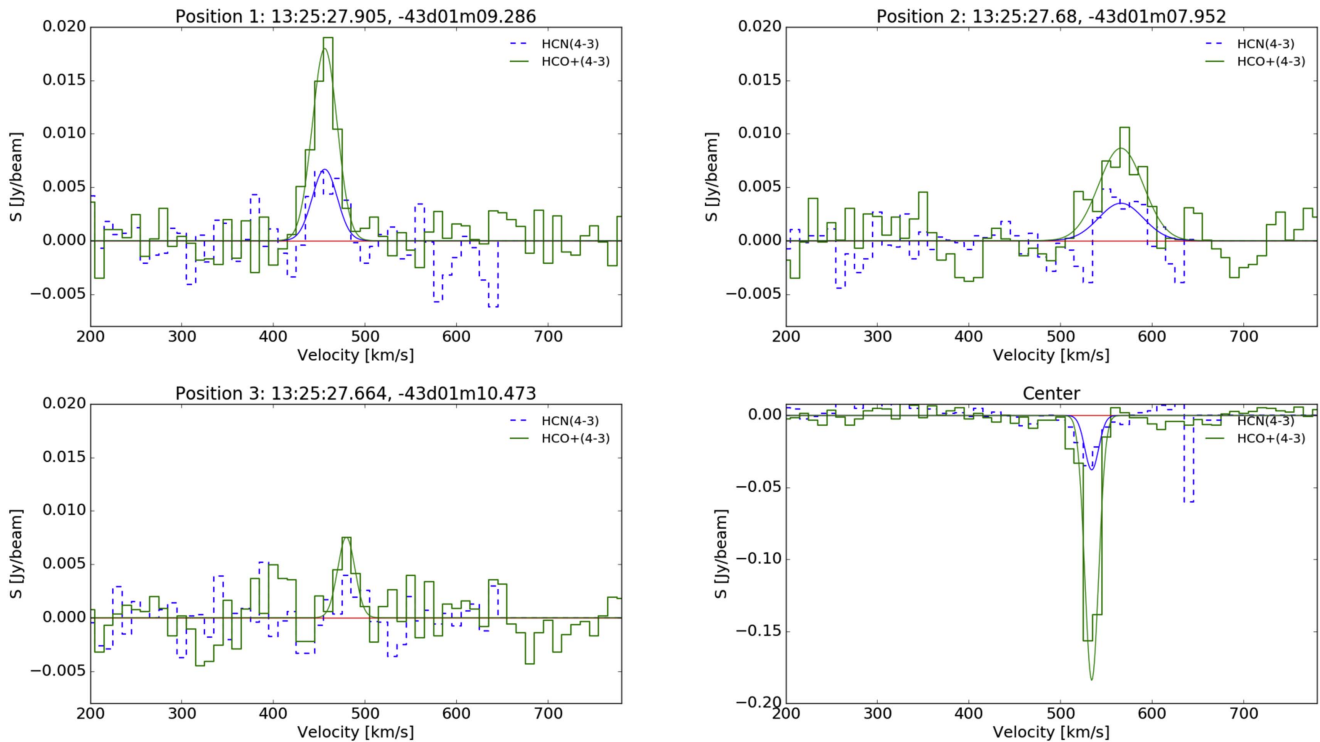 Position 1: 13:25:27.905, -43d01m09.286
0.020
0.015
0.010
0.005
0.000
−0.005
S [Jy/beam]
HCN(4-3)
HCO+(4-3)
200 300 400 500 600 700
Velocity [km/s]
Position 2: 13:25:27.68, -43d01m07.952
0.020
0.015
0.010
0.005
0.000
−0.005
S [Jy/beam]
HCN(4-3)
HCO+(4-3)
200 300 400 500 600 700
Velocity [km/s]
Position 3: 13:25:27.664, -43d01m10.473
0.020
0.015
0.010
0.005
0.000
−0.005
S [Jy/beam]
HCN(4-3)
HCO+(4-3)
200 300 400 500 600 700
Velocity [km/s]
Center
0.00
−0.05
−0.10
−0.15
−0.20
S [Jy/beam]
HCN(4-3)
HCO+(4-3)
200 300 400 500 600 700
Velocity [km/s]